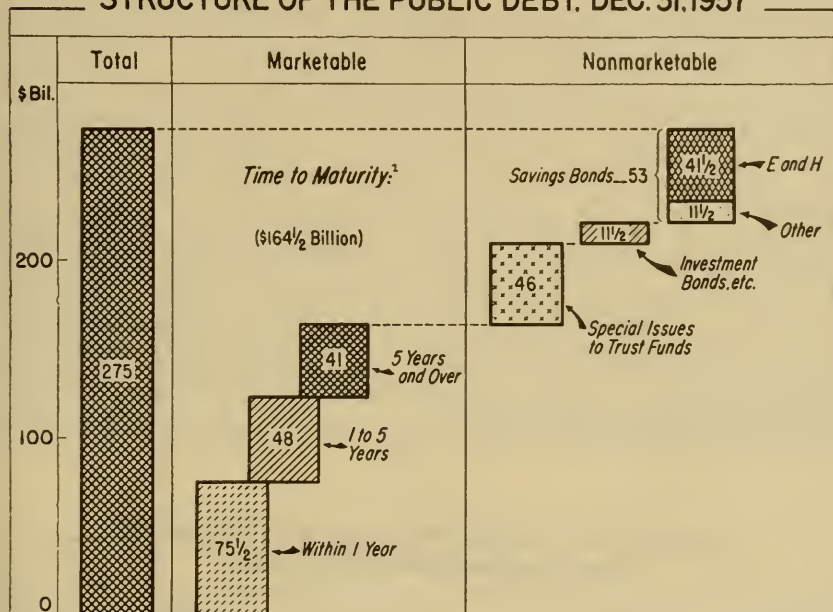 STRUCTURE OF THE PUBLIC DEBT, DEC. 31, 1957
Total
Marketable
Nonmarketable
$Bil.
200
100
0
275
Time to Maturity:
($164½ Billion)
41
5 Years
and Over
48
1 to 5
Years
75½
Within 1 Year
Savings Bonds__53
41½
E and H
11½
Other
11½
Investment
Bonds, etc.
46
Special Issues
to Trust Funds